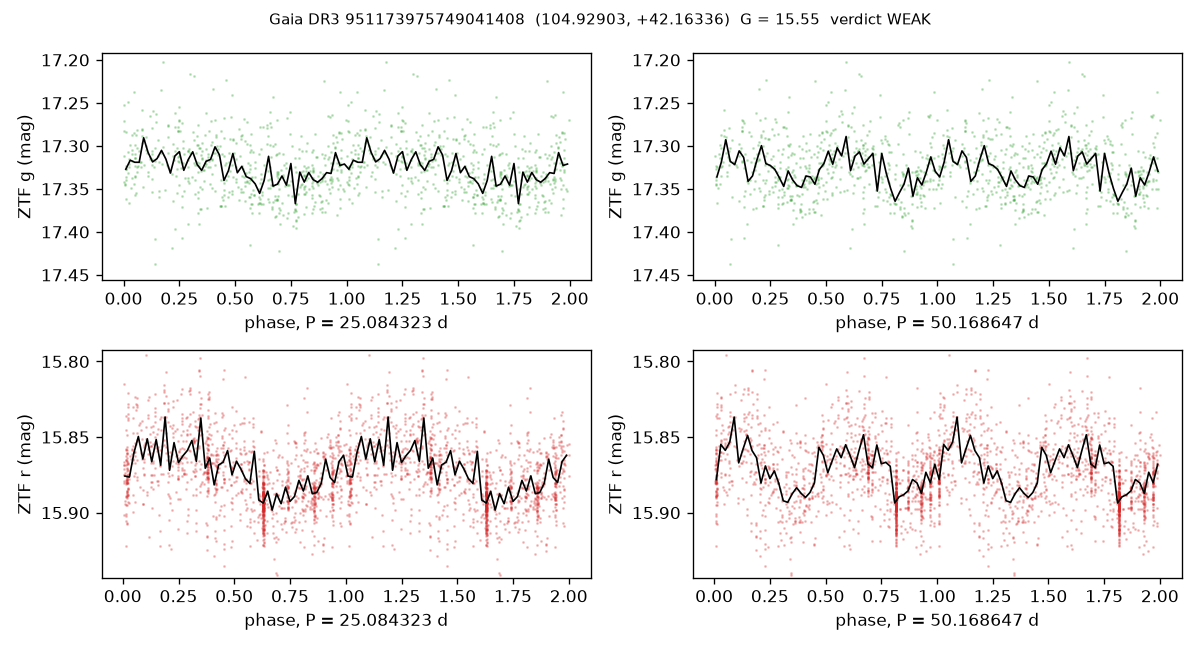 Gaia DR3 951173975749041408  (104.92903, +42.16336)  G = 15.55  verdict WEAK
ZTF g (mag)
17.20
17.25
17.30
17.35
17.40
17.45
0.00 0.25 0.50 0.75 1.00 1.25 1.50 1.75 2.00
phase, P = 25.084323 d
ZTF g (mag)
17.20
17.25
17.30
17.35
17.40
17.45
0.00 0.25 0.50 0.75 1.00 1.25 1.50 1.75 2.00
phase, P = 50.168647 d
ZTF r (mag)
15.80
15.85
15.90
0.00 0.25 0.50 0.75 1.00 1.25 1.50 1.75 2.00
phase, P = 25.084323 d
ZTF r (mag)
15.80
15.85
15.90
0.00 0.25 0.50 0.75 1.00 1.25 1.50 1.75 2.00
phase, P = 50.168647 d